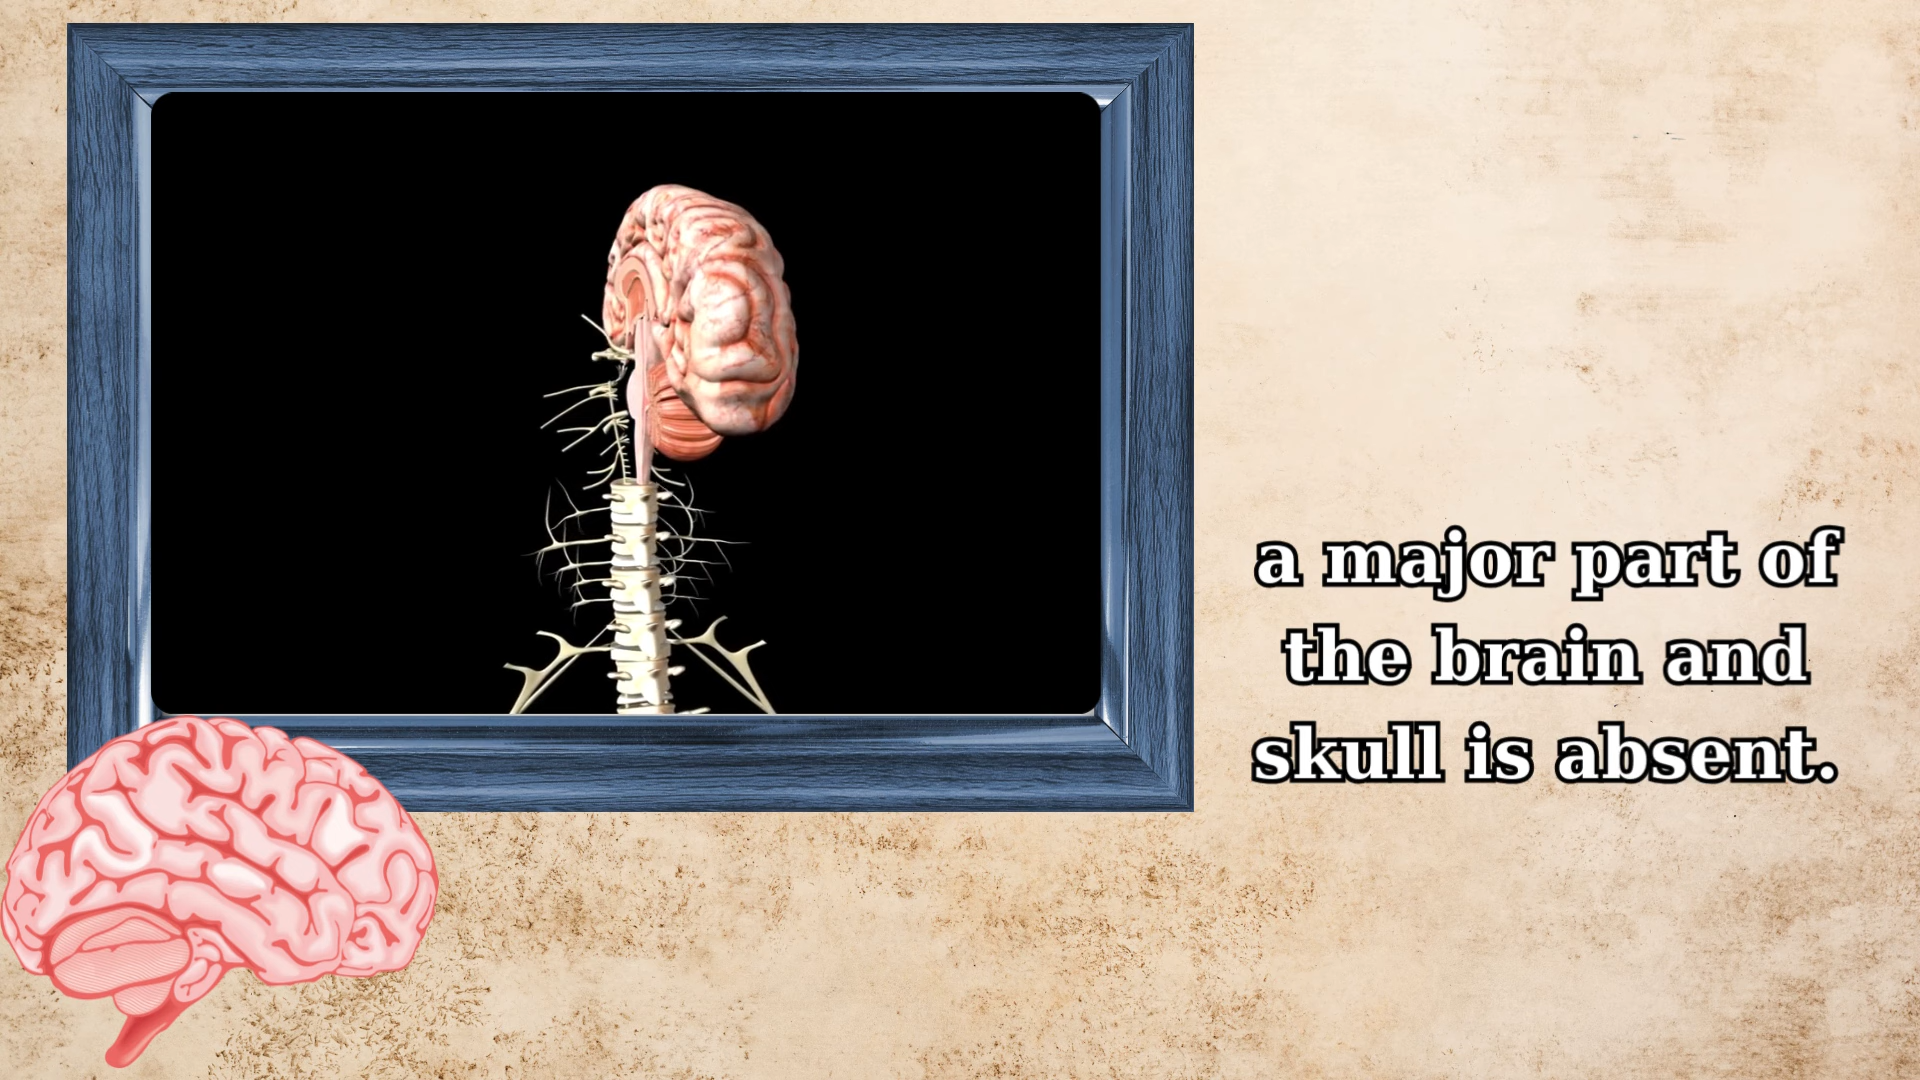 a major part of
the brain and
skull is absent.